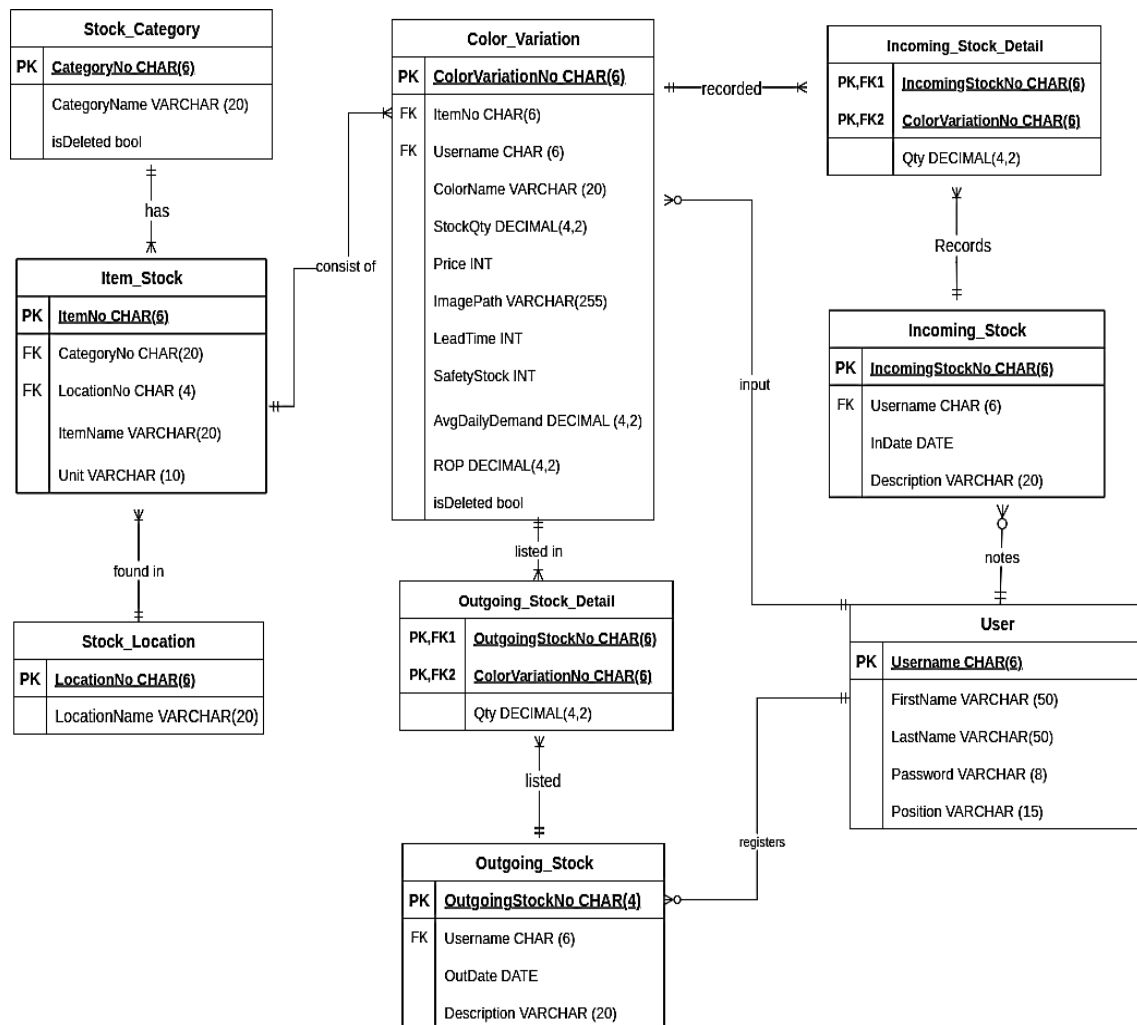 Stock_Category
PK CategoryNo CHAR(6)
CategoryName VARCHAR (20)
isDeleted bool
has
Item_Stock
PK ItemNo CHAR(6)
FK CategoryNo CHAR(20)
FK LocationNo CHAR (4)
ItemName VARCHAR(20)
Unit VARCHAR (10)
found in
Stock_Location
PK LocationNo CHAR(6)
LocationName VARCHAR(20)
consist of
Color_Variation
PK ColorVariationNo CHAR(6)
FK ItemNo CHAR(6)
FK Username CHAR (6)
ColorName VARCHAR (20)
StockQty DECIMAL(4,2)
Price INT
ImagePath VARCHAR(255)
LeadTime INT
SafetyStock INT
AvgDailyDemand DECIMAL (4,2)
ROP DECIMAL(4,2)
isDeleted bool
listed in
Outgoing_Stock_Detail
PK,FK1 OutgoingStockNo CHAR(6)
PK,FK2 ColorVariationNo CHAR(6)
Qty DECIMAL(4,2)
listed
Outgoing_Stock
PK OutgoingStockNo CHAR(4)
FK Username CHAR (6)
OutDate DATE
Description VARCHAR (20)
recorded
input
registers
Incoming_Stock_Detail
PK,FK1 IncomingStockNo CHAR(6)
PK,FK2 ColorVariationNo CHAR(6)
Qty DECIMAL(4,2)
Records
Incoming_Stock
PK IncomingStockNo CHAR(6)
FK Username CHAR (6)
InDate DATE
Description VARCHAR (20)
notes
User
PK Username CHAR(6)
FirstName VARCHAR (50)
LastName VARCHAR(50)
Password VARCHAR (8)
Position VARCHAR (15)